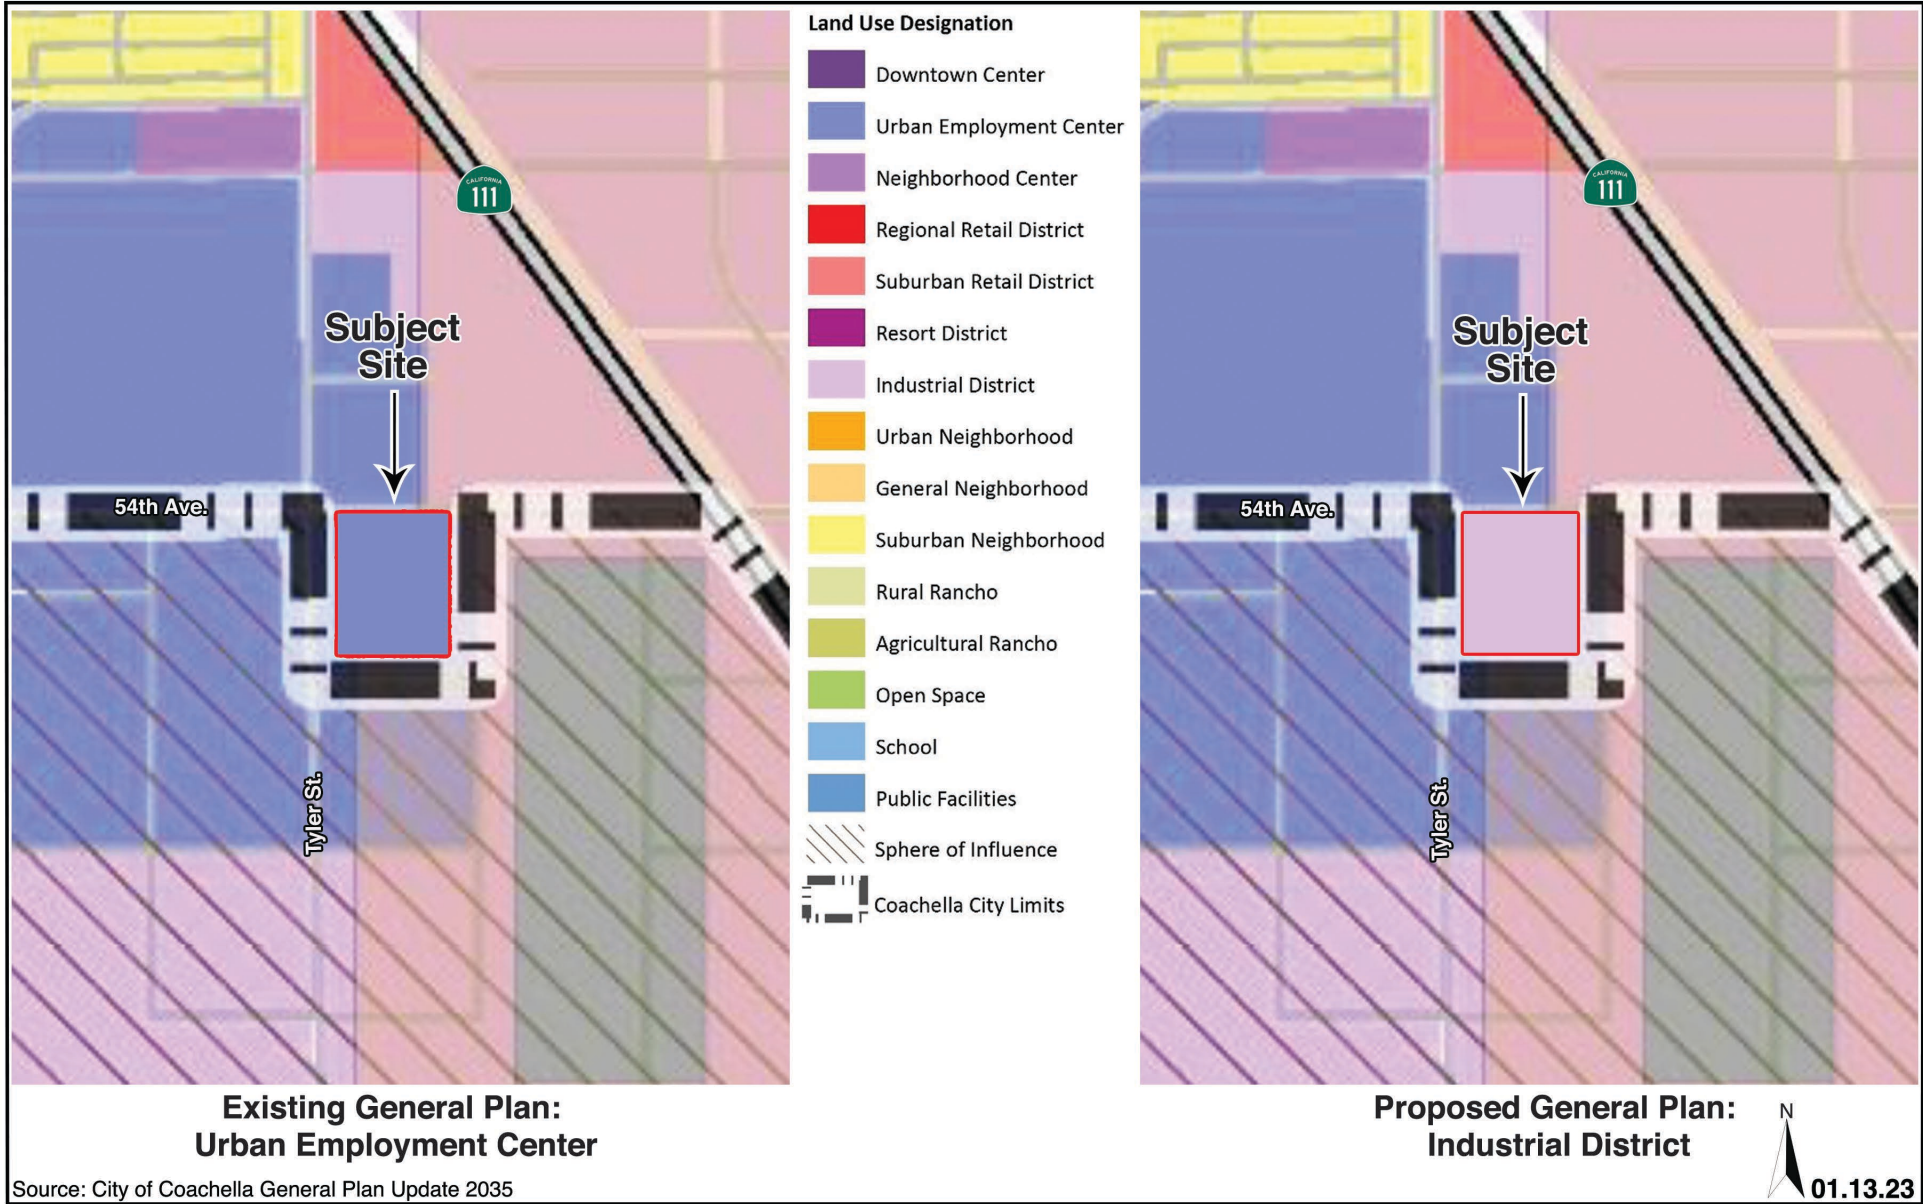 Land Use Designation
Downtown Center
Urban Employment Center
Neighborhood Center
Regional Retail District
Suburban Retail District
Resort District
Industrial District
Urban Neighborhood
General Neighborhood
Suburban Neighborhood
Rural Rancho
Agricultural Rancho
Open Space
School
Public Facilities
Sphere of Influence
Coachella City Limits
CALIFORNIA
111
Subject
Site
54th Ave.
Tyler St.
Existing General Plan:
Urban Employment Center
CALIFORNIA
111
Subject
Site
54th Ave.
Tyler St.
Proposed General Plan:
Industrial District
N
Source: City of Coachella General Plan Update 2035
01.13.23